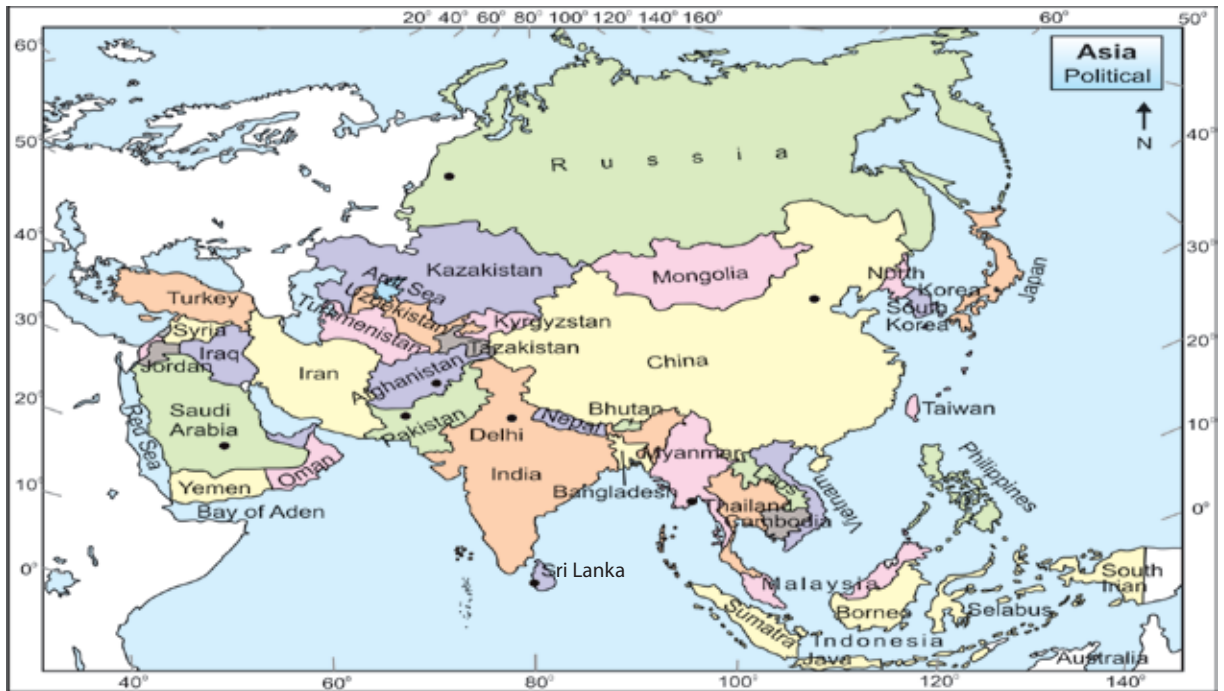 20° 40° 60° 80° 100° 120° 140° 160° 60° 50°
60°
Asia
Political
N
50°
40°
Russia
40°
30°
Kazakistan
Mongolia
North
Korea
Japan
Aral Sea
Turkey
Uzbekistan
South
Korea
30°
Turkmenistan
Kyrgyzstan
20°
Syria
Tazakistan
Iraq
China
Jordan
Iran
Afghanistan
20°
Saudi
Arabia
Red Sea
Pakistan
Bhutan
Nepal
Taiwan
10°
Delhi
Myanmar
Philippines
India
Laos
Oman
Yemen
Bangladesh
Vietnam
10°
Thailand
0°
Bay of Aden
Cambodia
0°
Sri Lanka
Malaysia
South
Irian
Borneo
Selabus
Sumatra
Indonesia
Java
Australia
40° 60° 80° 100° 120° 140°